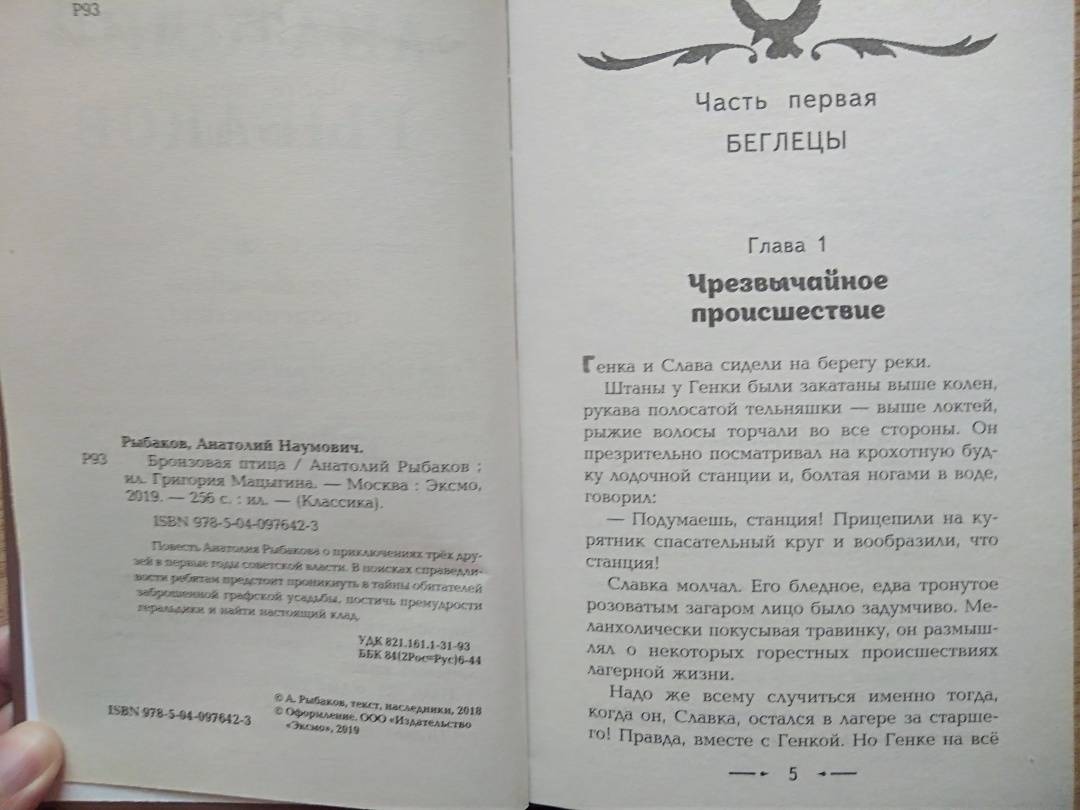 Р93
Рыбаков, Анатолий Наумович.
Р93 Бронзовая птица / Анатолий Рыбаков ;
ил. Григория Мацыгина. — Москва : Эксмо,
2019. — 256 с. : ил. — (Классика).
ISBN 978-5-04-097642-3
Повесть Анатолия Рыбакова о приключениях трёх дру-
зей в первые годы советской власти. В поисках справедли-
вости ребятам предстоит проникнуть в тайны обитателей
заброшенной графской усадьбы, постичь премудрости
геральдики и найти настоящий клад.
УДК 821.161.1-31-93
ББК 84(2Рос=Рус)6-44
© А. Рыбаков, текст, наследники, 2018
© Оформление. ООО «Издательство
«Эксмо», 2019
ISBN 978-5-04-097642-3
Часть первая
БЕГЛЕЦЫ
Глава 1
Чрезвычайное
происшествие
Генка и Слава сидели на берегу реки.
Штаны у Генки были закатаны выше колен,
рукава полосатой тельняшки — выше локтей,
рыжие волосы торчали во все стороны. Он
презрительно посматривал на крохотную буд-
ку лодочной станции и, болтая ногами в воде,
говорил:
— Подумаешь, станция! Прицепили на ку-
рятник спасательный круг и вообразили, что
станция!
Славка молчал. Его бледное, едва тронутое
розоватым загаром лицо было задумчиво. Ме-
ланхолически покусывая травинку, он размыш-
лял о некоторых горестных происшествиях
лагерной жизни.
Надо же всему случиться именно тогда,
когда он, Славка, остался в лагере за старше-
го! Правда, вместе с Генкой. Но Генке на всё
5